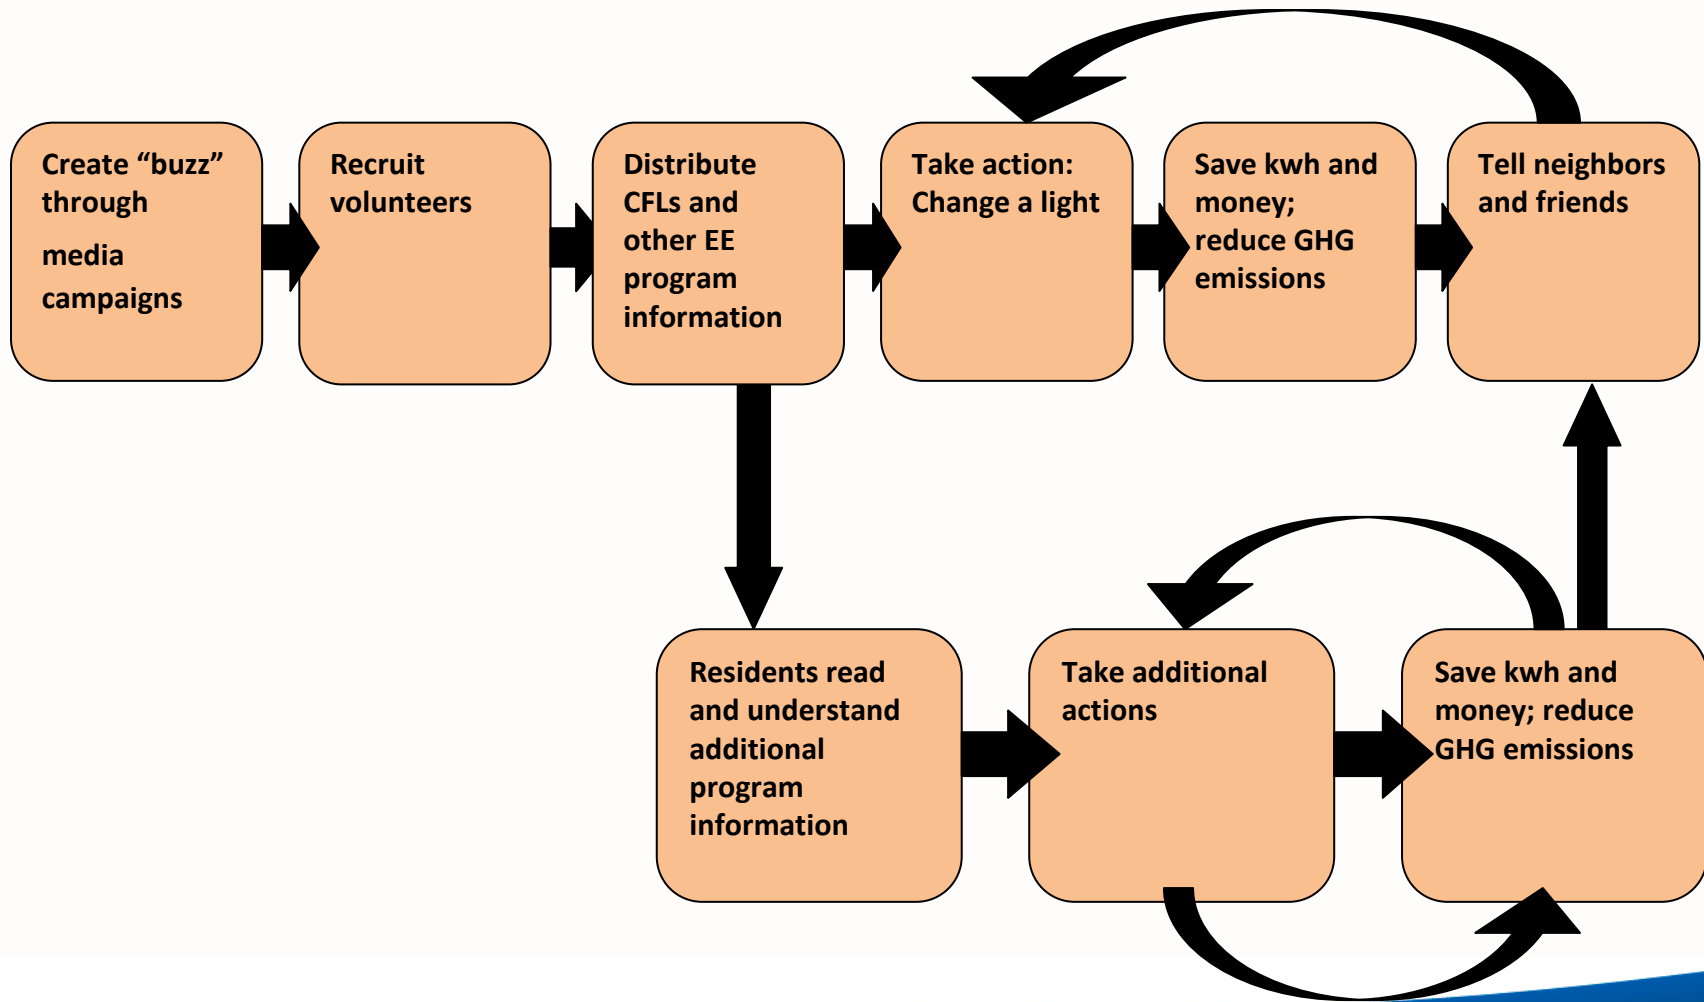 Create “buzz”
through
media
campaigns
Recruit
volunteers
Distribute
CFLs and
other EE
program
information
Take action:
Change a light
Save kwh and
money;
reduce GHG
emissions
Tell neighbors
and friends
Residents read
and understand
additional
program
information
Take additional
actions
Save kwh and
money; reduce
GHG emissions